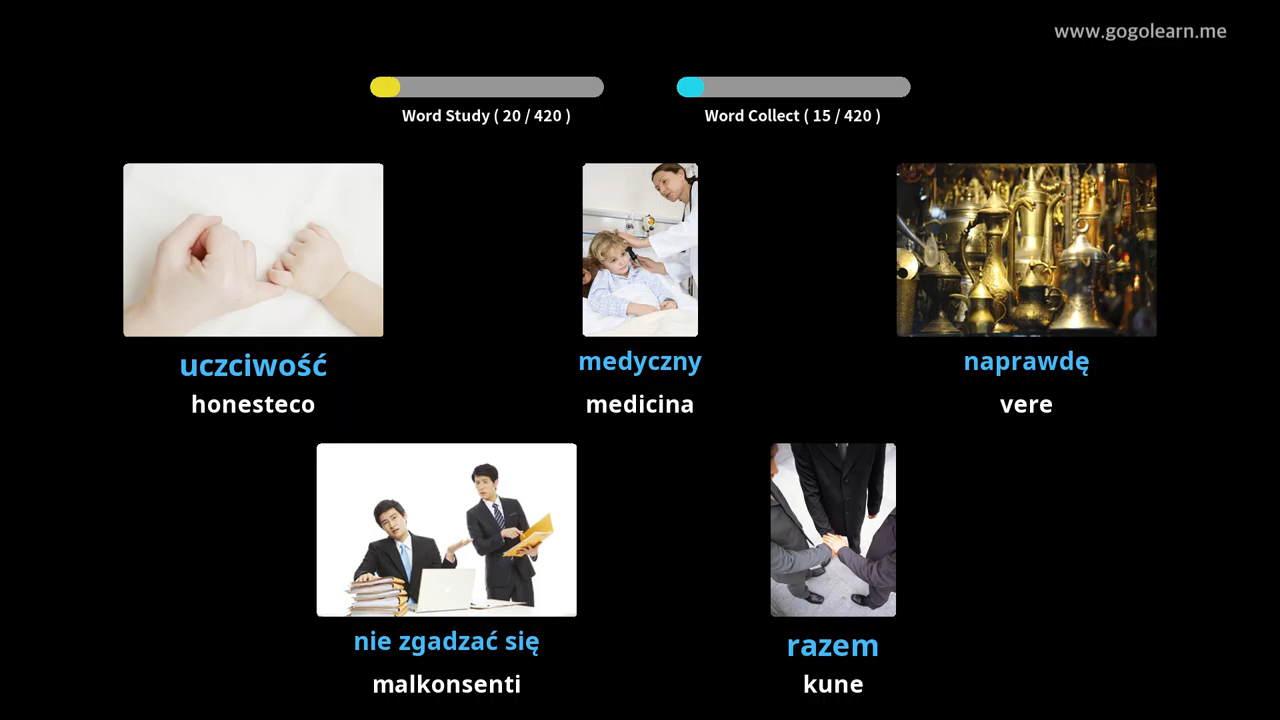 www.gogolearn.me
Word Study ( 20 / 420 )
Word Collect ( 15 / 420 )
uczciwość
honesteco
medyczny
medicina
naprawdę
vere
nie zgadzać się
malkonsenti
razem
kune